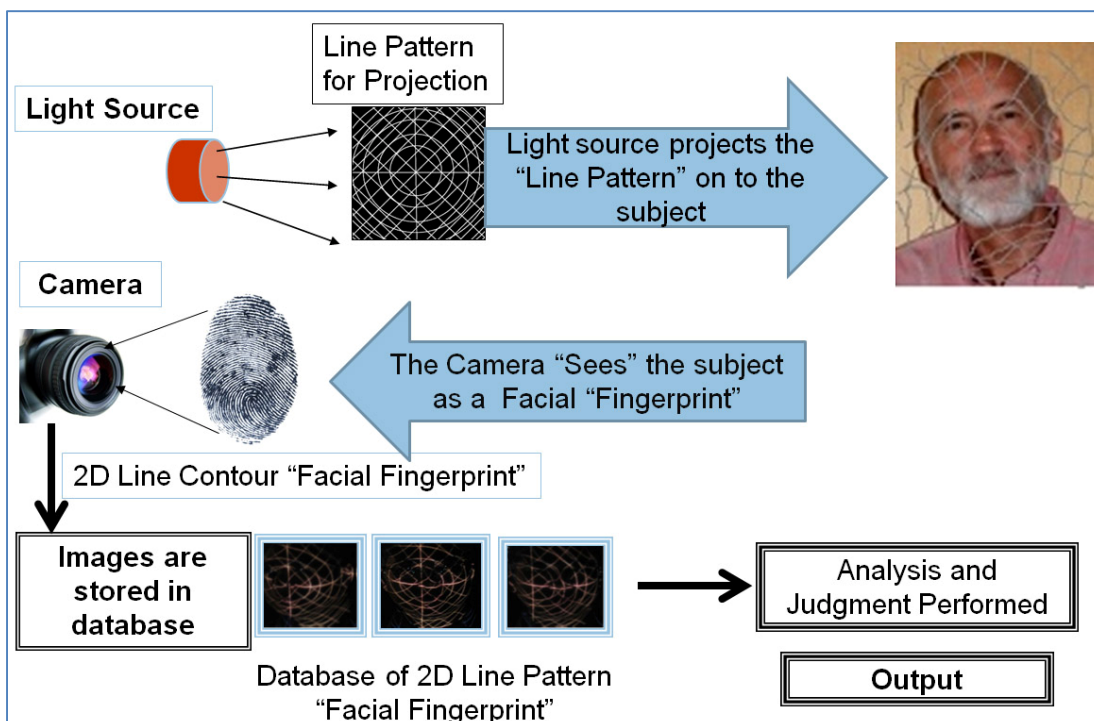 Line Pattern
for Projection
Light Source
Light source projects the
“Line Pattern” on to the
subject
Camera
The Camera “Sees” the subject
as a  Facial “Fingerprint”
2D Line Contour “Facial Fingerprint”
Images are
stored in
database
Analysis and
Judgment Performed
Database of 2D Line Pattern
“Facial Fingerprint”
Output